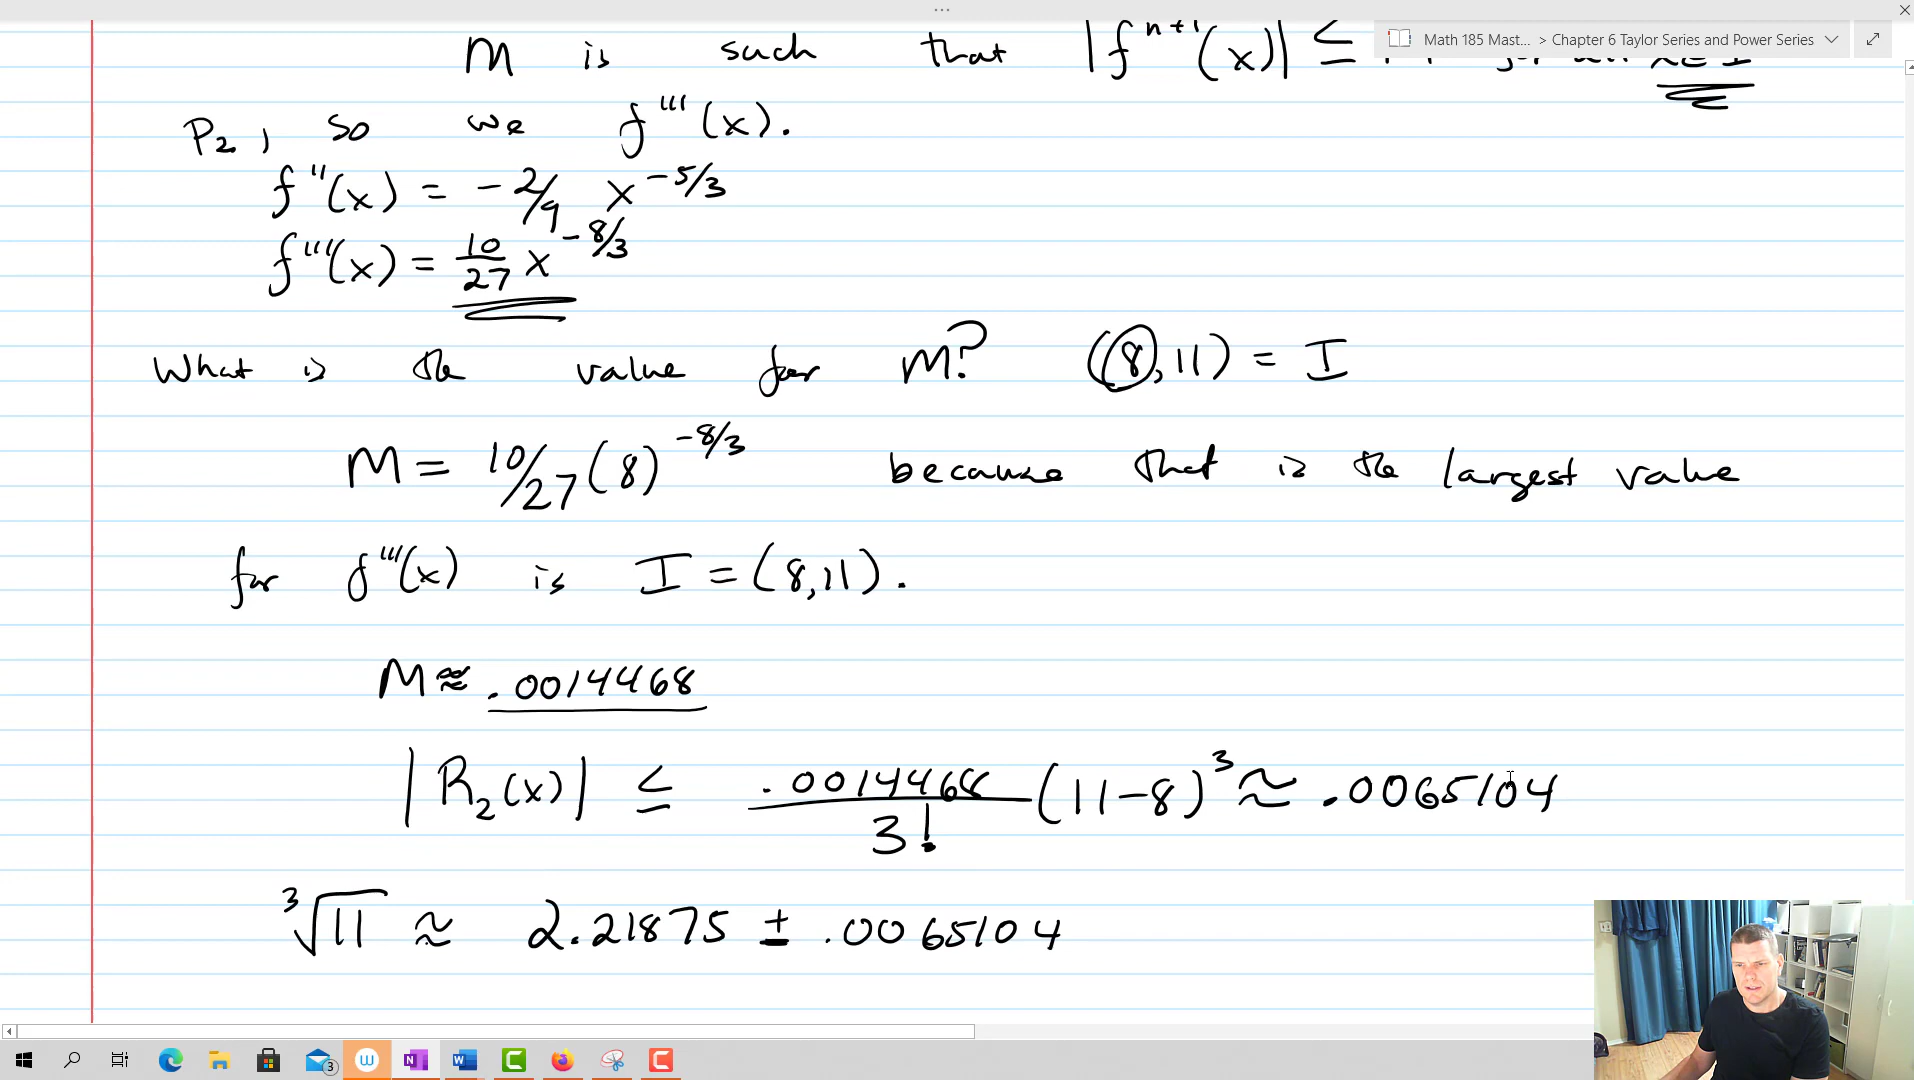 M is such that |fⁿ⁺¹(x)| ≤
Math 185 Mast... > Chapter 6 Taylor Series and Power Series
P₂, so we f'''(x).
f''(x) = -2/9 x^(-5/3)
f'''(x) = 10/27 x^(-8/3)
What is the value for M? (8,11) = I
M = 10/27 (8)^(-8/3) because that is the largest value
for f'''(x) is I = (8,11).
M ≈ .0014468
|R₂(x)| ≤ .0014468/3! (11-8)³ ≈ .0065104
³√11 ≈ 2.21875 ± .0065104
3